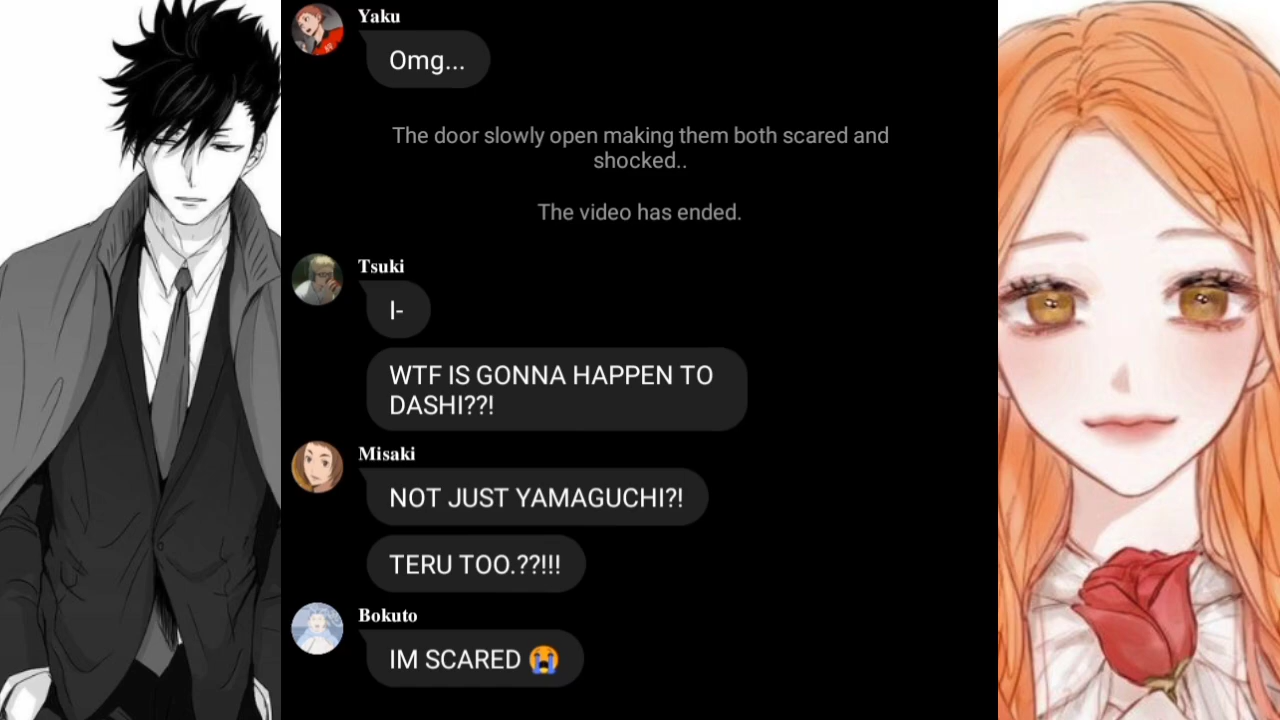 Yaku
Omg...
The door slowly open making them both scared and
shocked..
The video has ended.
Tsuki
I-
WTF IS GONNA HAPPEN TO
DASHI??!
Misaki
NOT JUST YAMAGUCHI?!
TERU TOO.??!!!
Bokuto
IM SCARED 😭